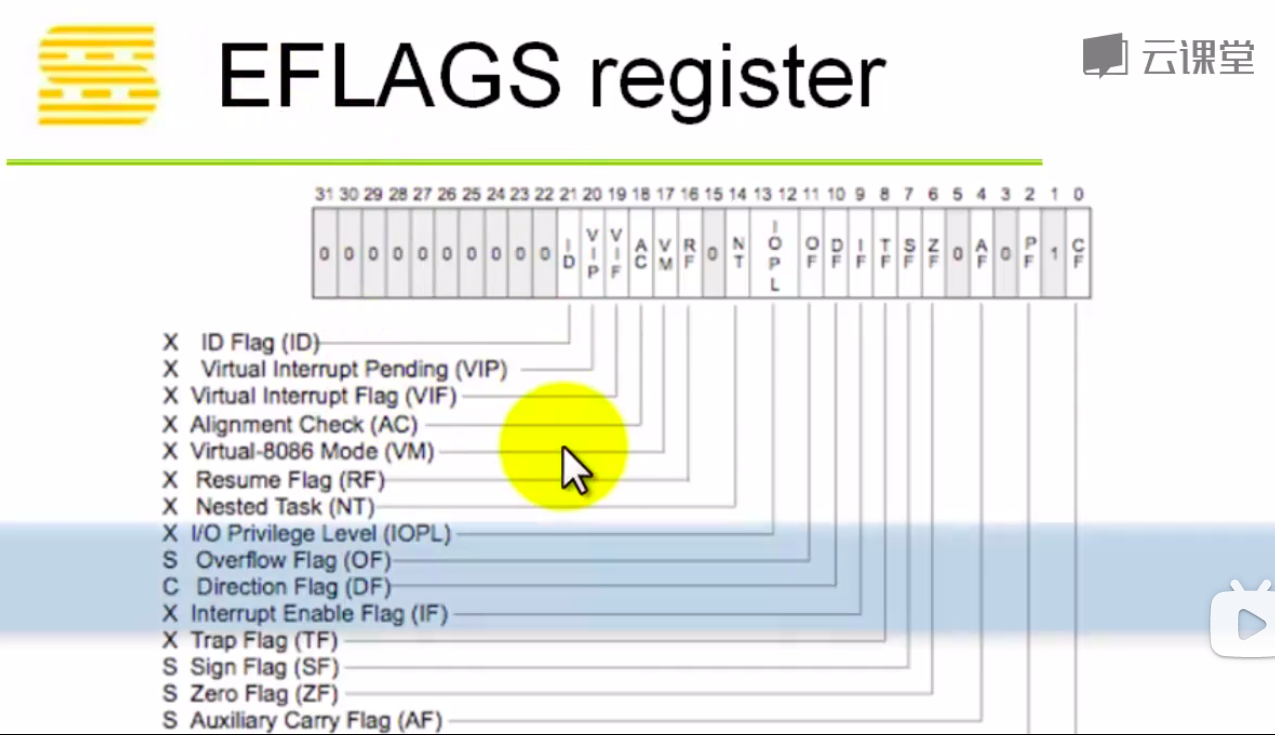 EFLAGS register
云课堂
31 30 29 28 27 26 25 24 23 22 21 20 19 18 17 16 15 14 13 12 11 10 9 8 7 6 5 4 3 2 1 0
0 0 0 0 0 0 0 0 0 0 ID VIP VIF AC VM RF 0 NT IOPL OF DF IF TF SF ZF 0 AF 0 PF 1 CF
X ID Flag (ID)
X Virtual Interrupt Pending (VIP)
X Virtual Interrupt Flag (VIF)
X Alignment Check (AC)
X Virtual-8086 Mode (VM)
X Resume Flag (RF)
X Nested Task (NT)
X I/O Privilege Level (IOPL)
S Overflow Flag (OF)
C Direction Flag (DF)
X Interrupt Enable Flag (IF)
X Trap Flag (TF)
S Sign Flag (SF)
S Zero Flag (ZF)
S Auxiliary Carry Flag (AF)